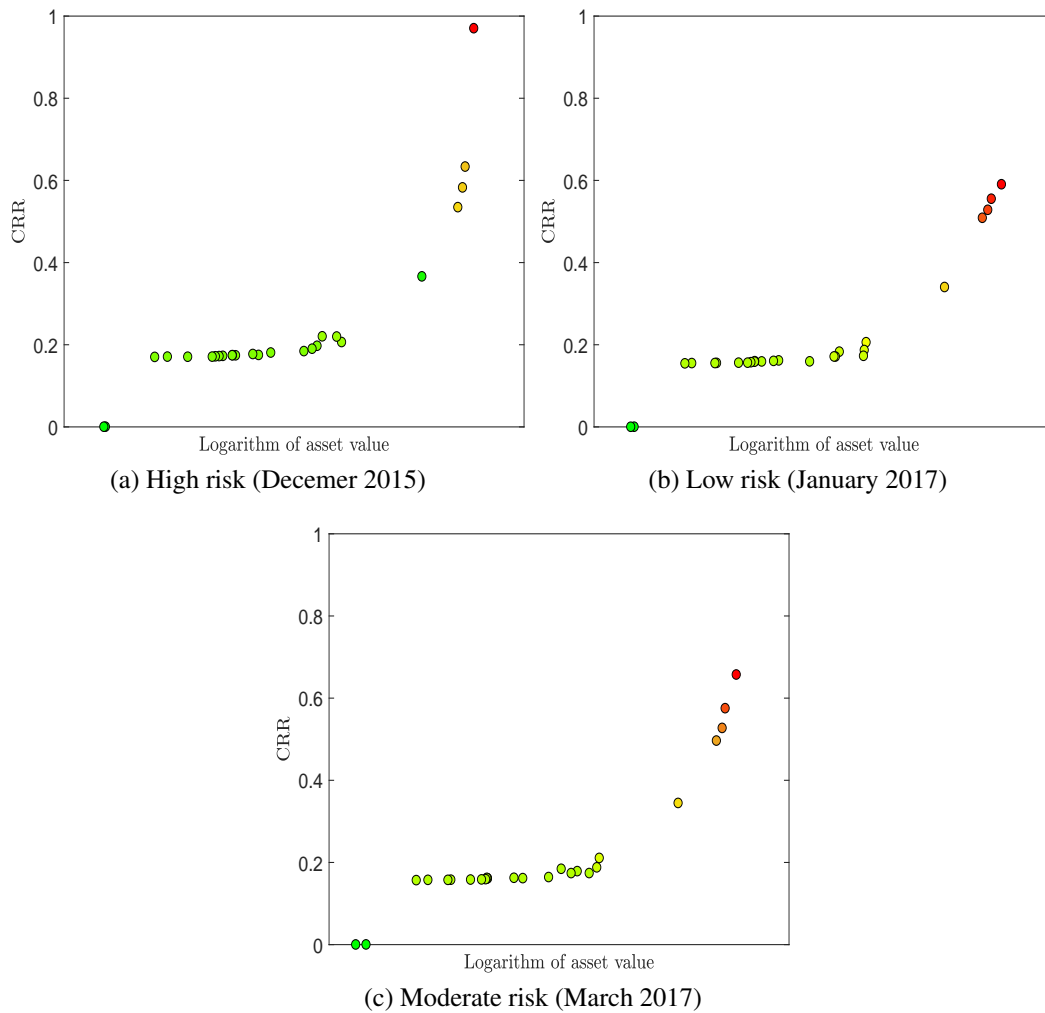 1
0.8
0.6
0.4
0.2
0
CRR
Logarithm of asset value
(a) High risk (Decemer 2015)
1
0.8
0.6
0.4
0.2
0
CRR
Logarithm of asset value
(b) Low risk (January 2017)
1
0.8
0.6
0.4
0.2
0
CRR
Logarithm of asset value
(c) Moderate risk (March 2017)